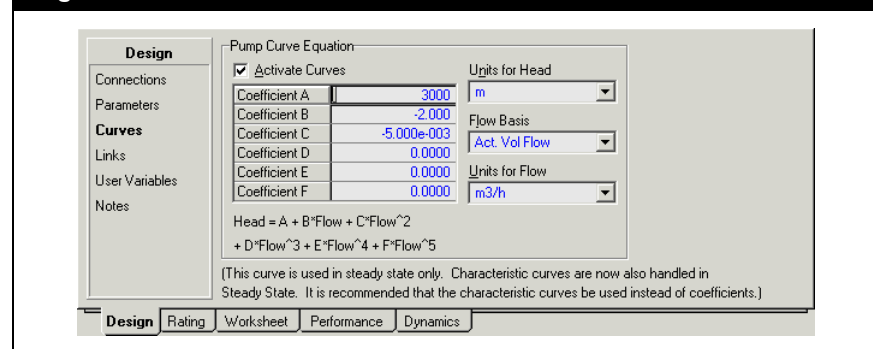 Design
Connections
Parameters
Curves
Links
User Variables
Notes
Pump Curve Equation
Activate Curves
Coefficient A 3000
Coefficient B -2.000
Coefficient C -5.000e-003
Coefficient D 0.0000
Coefficient E 0.0000
Coefficient F 0.0000
Units for Head
m
Flow Basis
Act. Vol Flow
Units for Flow
m3/h
Head = A + B*Flow + C*Flow^2
+ D*Flow^3 + E*Flow^4 + F*Flow^5
(This curve is used in steady state only. Characteristic curves are now also handled in
Steady State. It is recommended that the characteristic curves be used instead of coefficients.)
Design Rating Worksheet Performance Dynamics